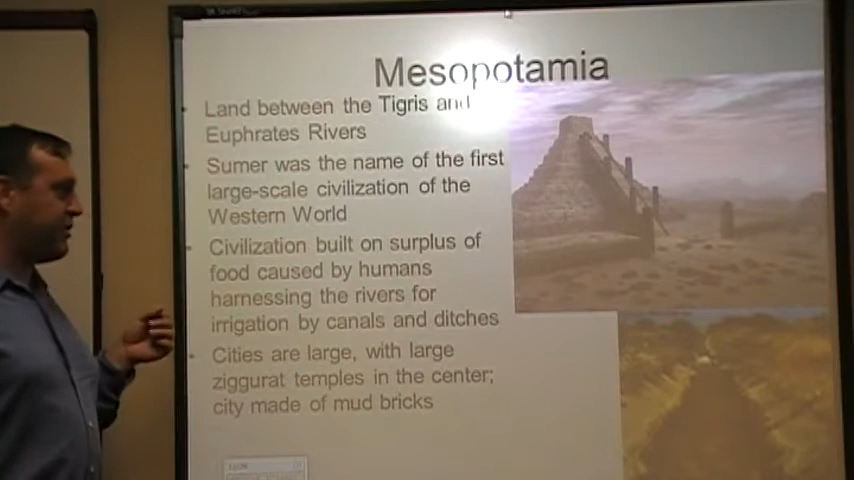 Mesopotamia
Land between the Tigris and
Euphrates Rivers
Sumer was the name of the first
large-scale civilization of the
Western World
Civilization built on surplus of
food caused by humans
harnessing the rivers for
irrigation by canals and ditches
Cities are large, with large
ziggurat temples in the center;
city made of mud bricks